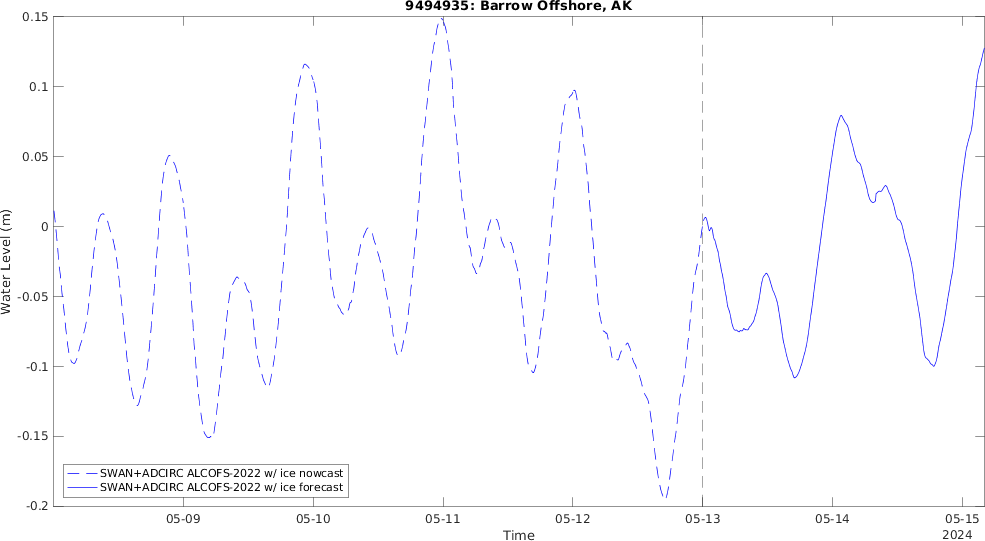 9494935: Barrow Offshore, AK
Water Level (m)
0.15
0.1
0.05
0
-0.05
-0.1
-0.15
-0.2
SWAN+ADCIRC ALCOFS-2022 w/ ice nowcast
SWAN+ADCIRC ALCOFS-2022 w/ ice forecast
05-09 05-10 05-11 05-12 05-13 05-14 05-15
Time
2024